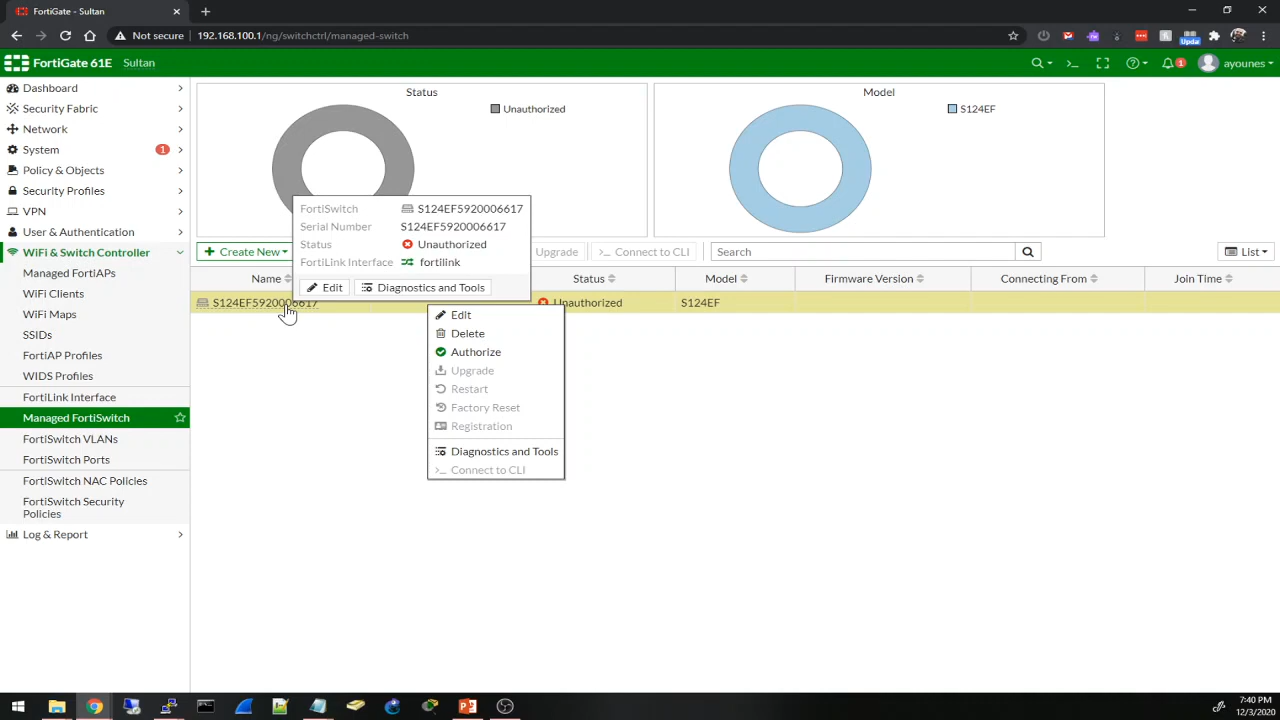 FortiGate - Sultan
Not secure | 192.168.100.1/ng/switchctrl/managed-switch
Upda
FortiGate 61E Sultan
1
ayounes
Dashboard
Security Fabric
Network
System 1
Policy & Objects
Security Profiles
VPN
User & Authentication
WiFi & Switch Controller
Managed FortiAPs
WiFi Clients
WiFi Maps
SSIDs
FortiAP Profiles
WIDS Profiles
FortiLink Interface
Managed FortiSwitch
FortiSwitch VLANs
FortiSwitch Ports
FortiSwitch NAC Policies
FortiSwitch Security
Policies
Log & Report
Status
Unauthorized
Model
S124EF
FortiSwitch S124EF5920006617
Serial Number S124EF5920006617
Status Unauthorized
FortiLink Interface fortilink
Edit Diagnostics and Tools
Create New Upgrade >_ Connect to CLI Search List
Name Status Model Firmware Version Connecting From Join Time
S124EF5920006617 Unauthorized S124EF
Edit
Delete
Authorize
Upgrade
Restart
Factory Reset
Registration
Diagnostics and Tools
>_ Connect to CLI
7:40 PM
12/3/2020